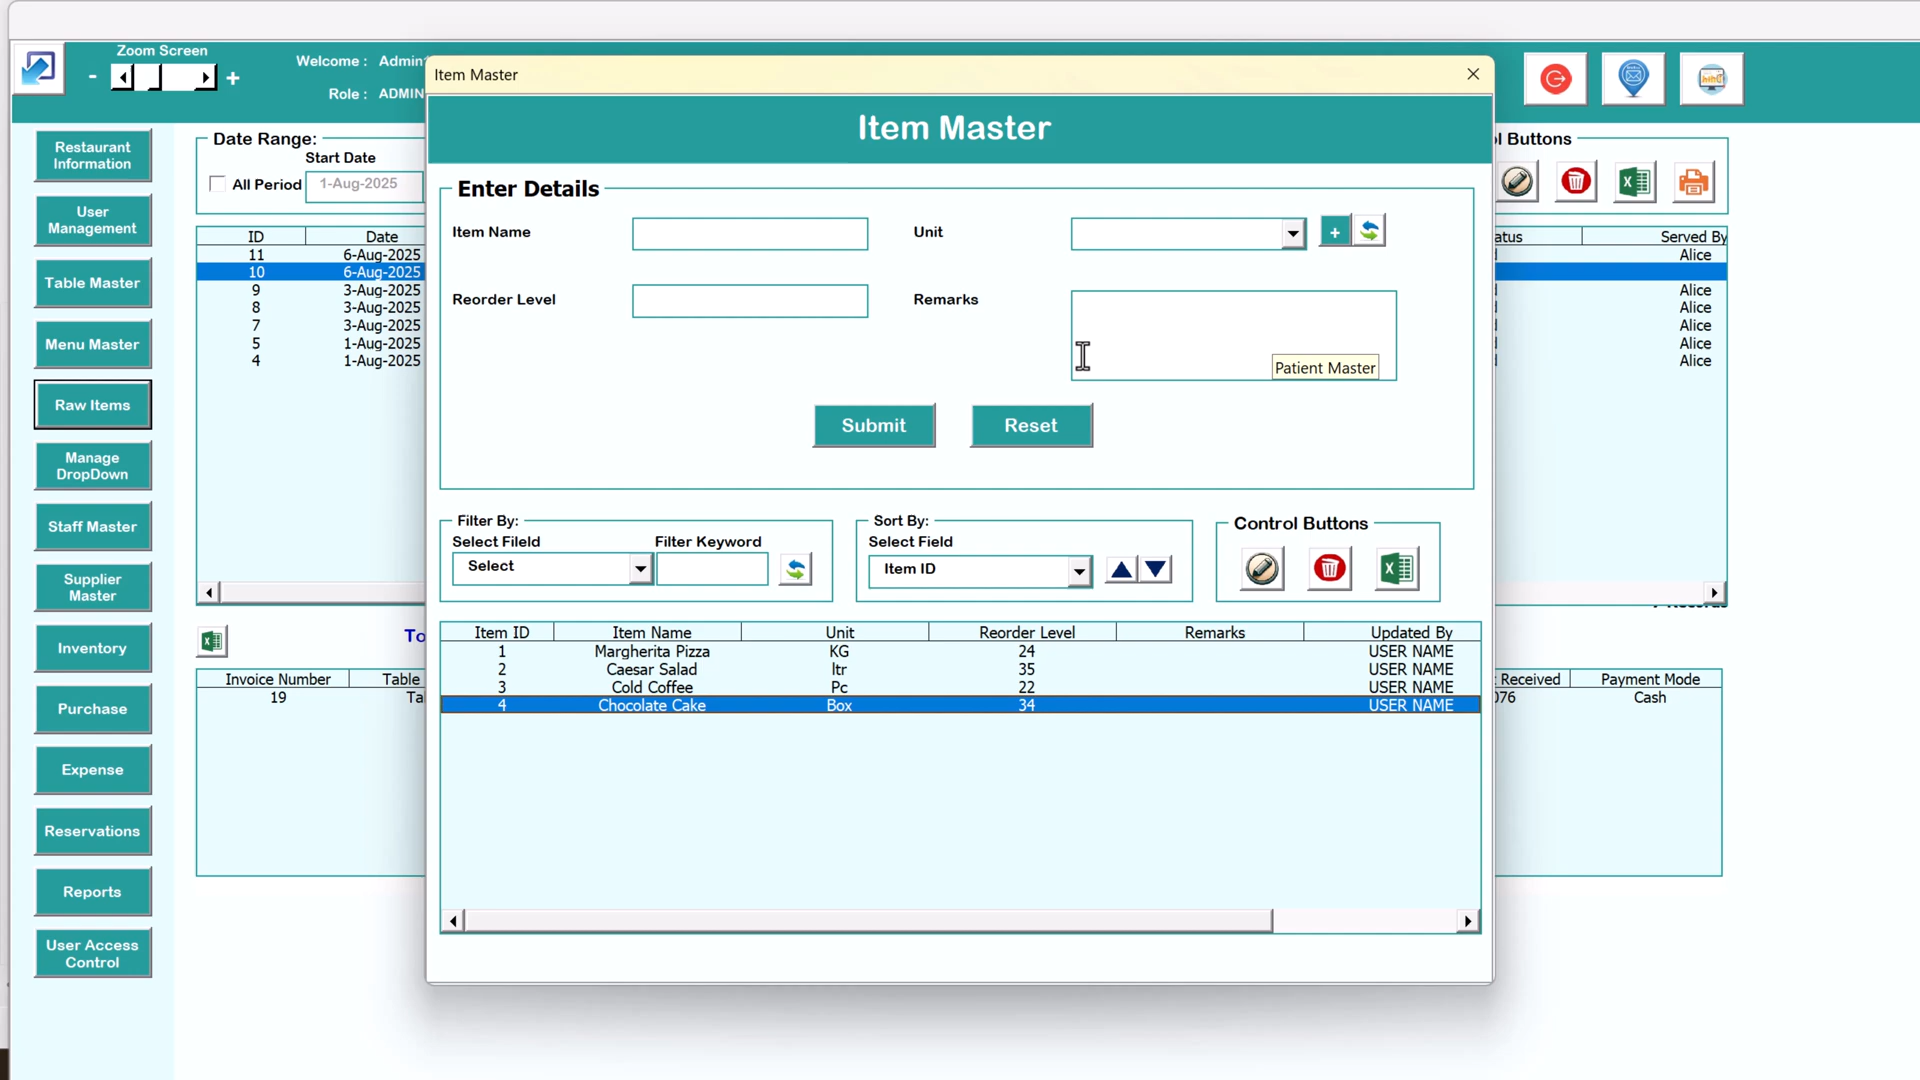 Zoom Screen
-
+
Welcome :
Admin
Role :
ADMIN
Item Master
Item Master
Restaurant
Information
User
Management
Table Master
Menu Master
Raw Items
Manage
DropDown
Staff Master
Supplier
Master
Inventory
Purchase
Expense
Reservations
Reports
User Access
Control
Date Range:
Start Date
All Period
1-Aug-2025
ID Date
11 6-Aug-2025
10 6-Aug-2025
9 3-Aug-2025
8 3-Aug-2025
7 3-Aug-2025
5 1-Aug-2025
4 1-Aug-2025
Enter Details
Item Name
Unit
+
Reorder Level
Remarks
Patient Master
Submit
Reset
Filter By:
Select Fileld
Filter Keyword
Select
Sort By:
Select Field
Item ID
Control Buttons
Item ID Item Name Unit Reorder Level Remarks Updated By
1 Margherita Pizza KG 24 USER NAME
2 Caesar Salad ltr 35 USER NAME
3 Cold Coffee Pc 22 USER NAME
4 Chocolate Cake Box 34 USER NAME
l Buttons
atus Served By
Alice
Alice
Alice
Alice
Alice
Alice
To
Invoice Number Table
19 Ta
Received Payment Mode
076 Cash